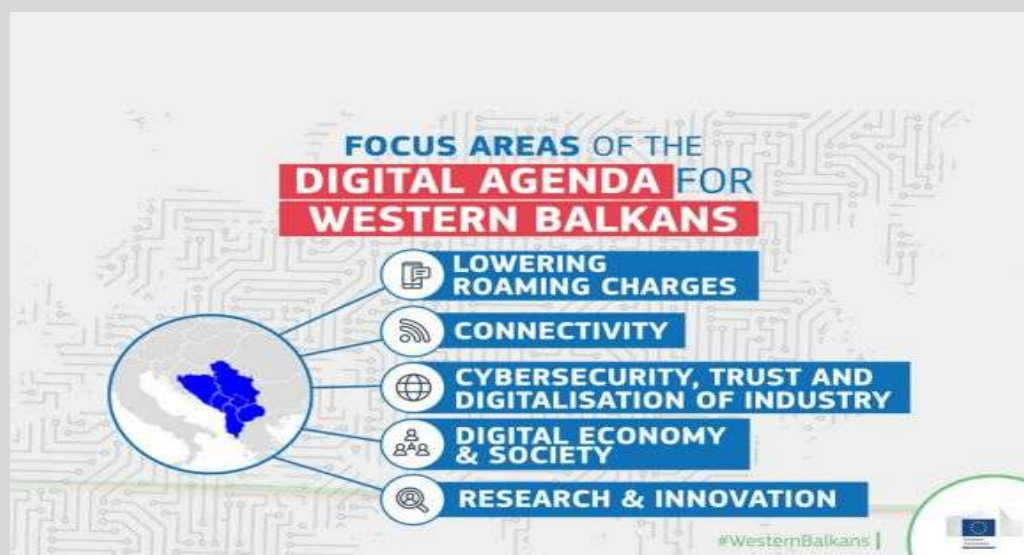 FOCUS AREAS OF THE
DIGITAL AGENDA FOR
WESTERN BALKANS
LOWERING
ROAMING CHARGES
CONNECTIVITY
CYBERSECURITY, TRUST AND
DIGITALISATION OF INDUSTRY
DIGITAL ECONOMY
& SOCIETY
RESEARCH & INNOVATION
#WesternBalkans